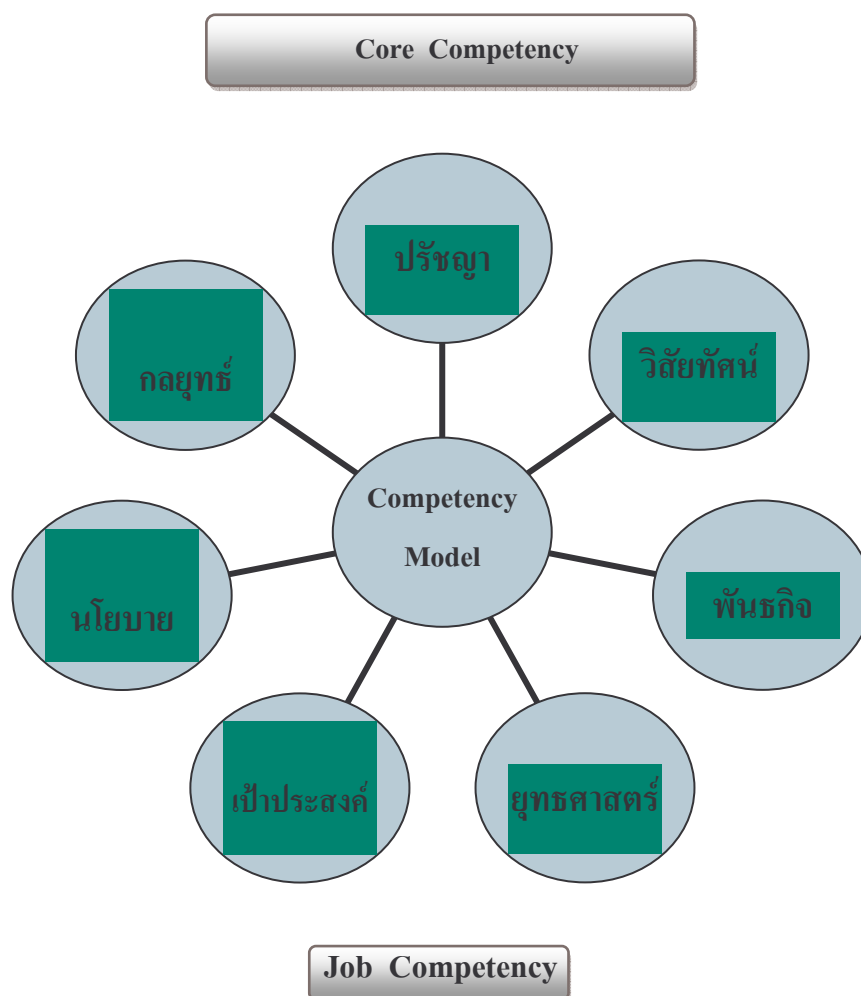 Core Competency
ปรัชญา
วิสัยทัศน์
กลยุทธ์
Competency
Model
พันธกิจ
นโยบาย
ยุทธศาสตร์
เป้าประสงค์
Job Competency